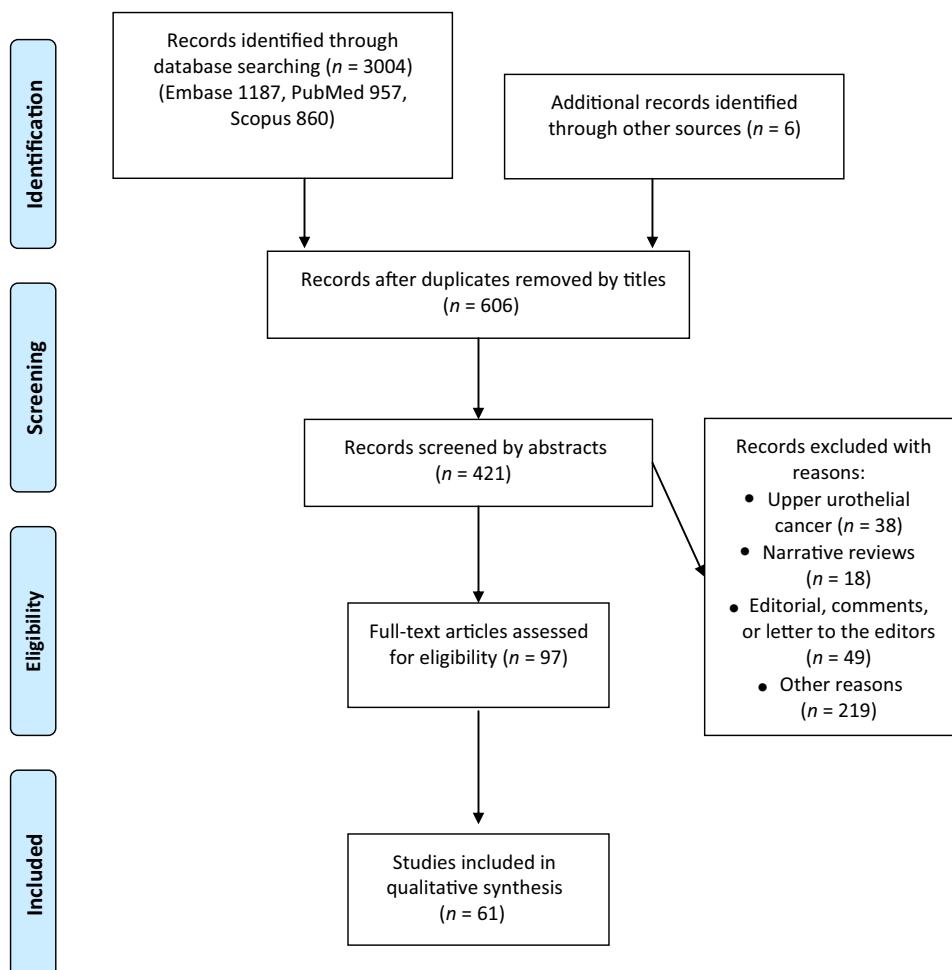 Identification
Records identified through
database searching (n = 3004)
(Embase 1187, PubMed 957,
Scopus 860)
Additional records identified
through other sources (n = 6)
Records after duplicates removed by titles
(n = 606)
Screening
Records screened by abstracts
(n = 421)
Records excluded with
reasons:
• Upper urothelial
cancer (n = 38)
• Narrative reviews
(n = 18)
• Editorial, comments,
or letter to the editors
(n = 49)
• Other reasons
(n = 219)
Eligibility
Full-text articles assessed
for eligibility (n = 97)
Included
Studies included in
qualitative synthesis
(n = 61)